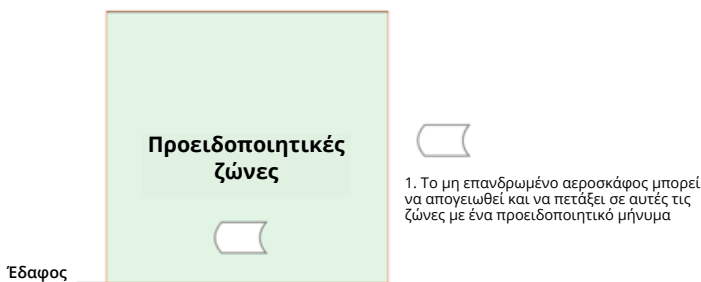 Προειδοποιητικές
ζώνες
1. Το μη επανδρωμένο αεροσκάφος μπορεί
να απογειωθεί και να πετάξει σε αυτές τις
ζώνες με ένα προειδοποιητικό μήνυμα
Έδαφος